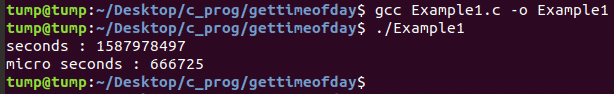 tump@tump:~/Desktop/c_prog/gettimeofday$ gcc Example1.c -o Example1
tump@tump:~/Desktop/c_prog/gettimeofday$ ./Example1
seconds : 1587978497
micro seconds : 666725
tump@tump:~/Desktop/c_prog/gettimeofday$